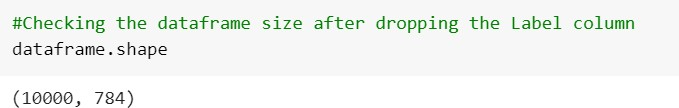 #Checking the dataframe size after dropping the Label column
dataframe.shape
(10000, 784)